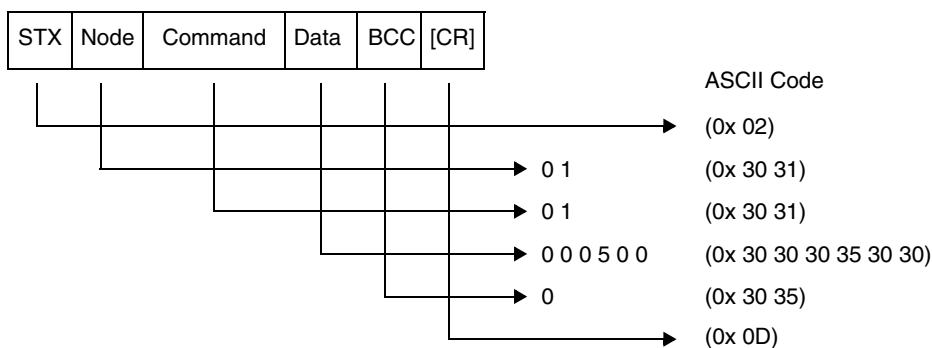 STX Node Command Data BCC [CR]
ASCII Code
(0x 02)
0 1 (0x 30 31)
0 1 (0x 30 31)
0 0 0 5 0 0 (0x 30 30 30 35 30 30)
0 (0x 30 35)
(0x 0D)